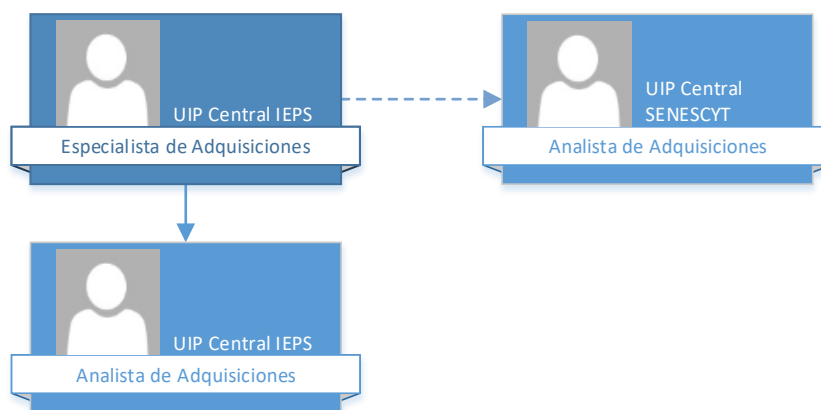 UIP Central IEPS
Especialista de Adquisiciones
UIP Central
SENESCYT
Analista de Adquisiciones
UIP Central IEPS
Analista de Adquisiciones